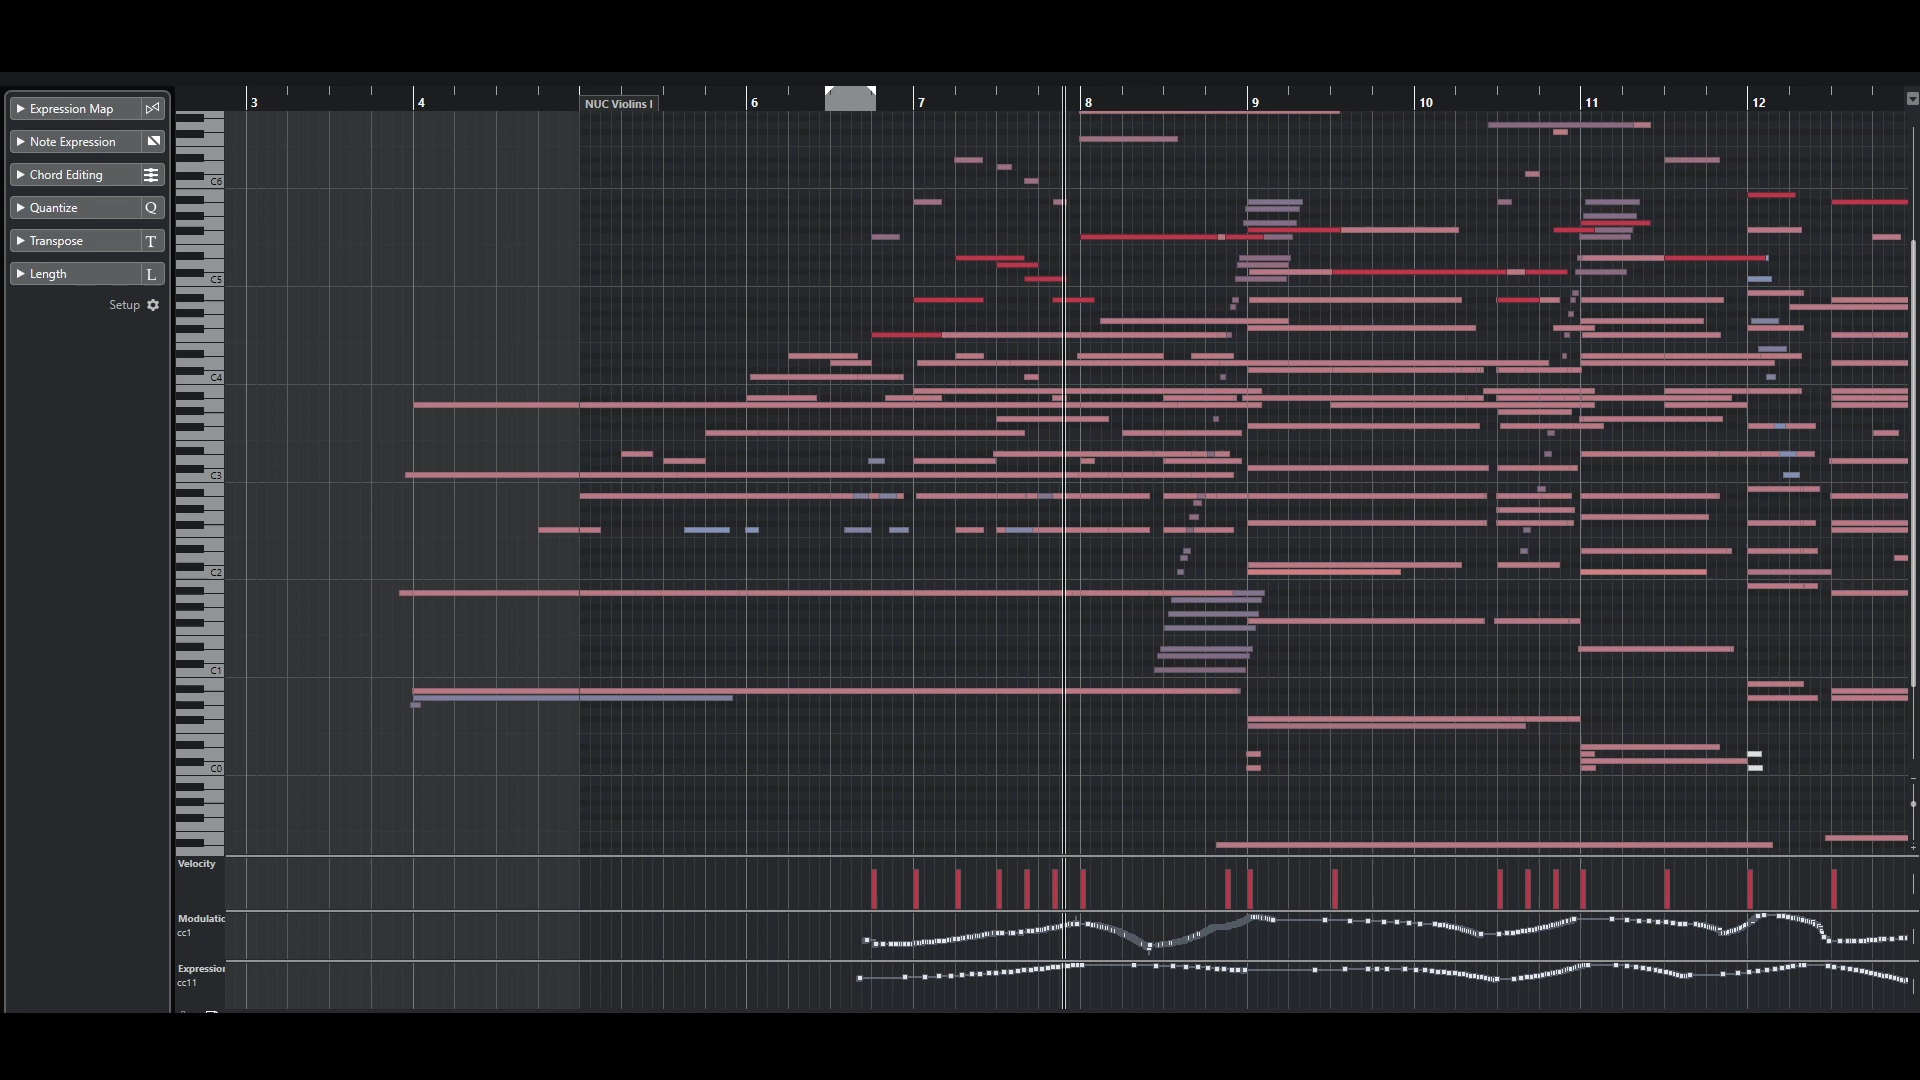 3 4 NUC Violins I 6 7 8 9 10 11 12
Expression Map
Note Expression
Chord Editing
Quantize Q
Transpose T
Length L
Setup
C6
C5
C4
C3
C2
C1
C0
Velocity
Modulatic
cc1
Expression
cc11